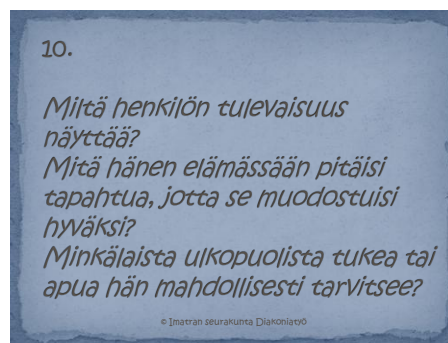 10.
Miltä henkilön tulevaisuus
näyttää?
Mitä hänen elämässään pitäisi
tapahtua, jotta se muodostuisi
hyväksi?
Minkälaista ulkopuolista tukea tai
apua hän mahdollisesti tarvitsee?
© Imatran seurakunta Diakoniatyö